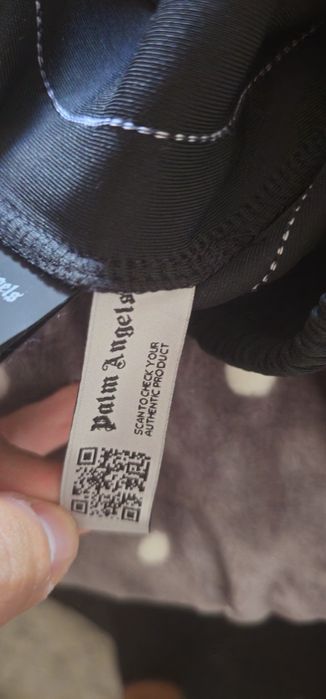 Palm Angels
SCAN TO CHECK YOUR
AUTHENTIC PRODUCT